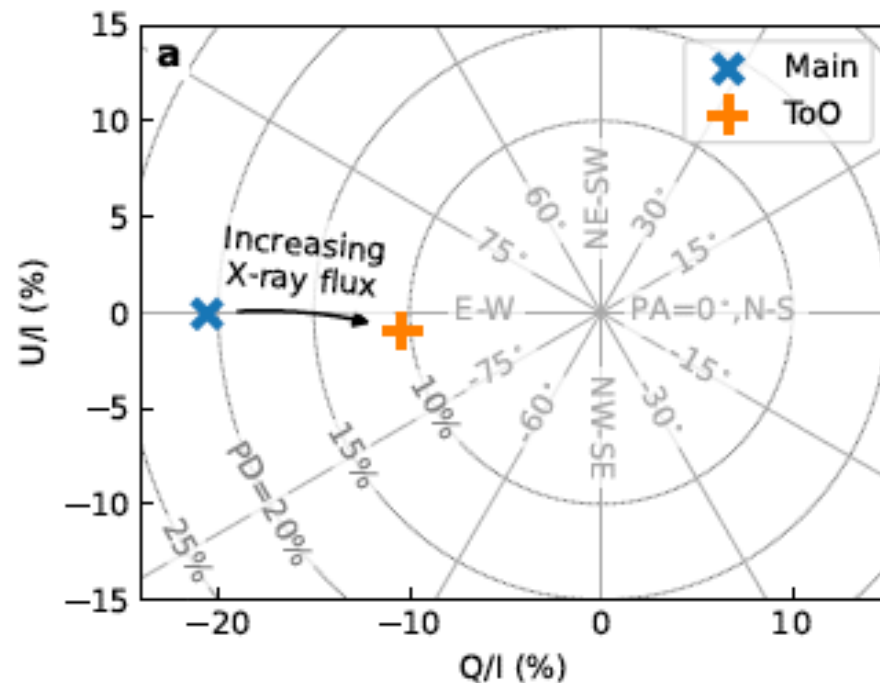 a
Main
ToO
Increasing
X-ray flux
60°
NE-SW
30°
75°
15°
E-W
PA=0°,N-S
-75°
-15°
-60°
NW-SE
-30°
10%
15%
PD=20%
25%
15
10
5
0
−5
−10
−15
U/I (%)
−20
−10
0
10
Q/I (%)